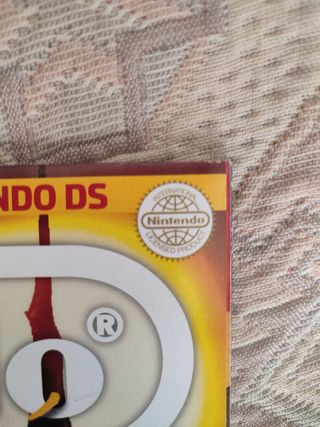 NDO DS
INTERNATIONAL
Nintendo
LICENSED PRODUCT
®